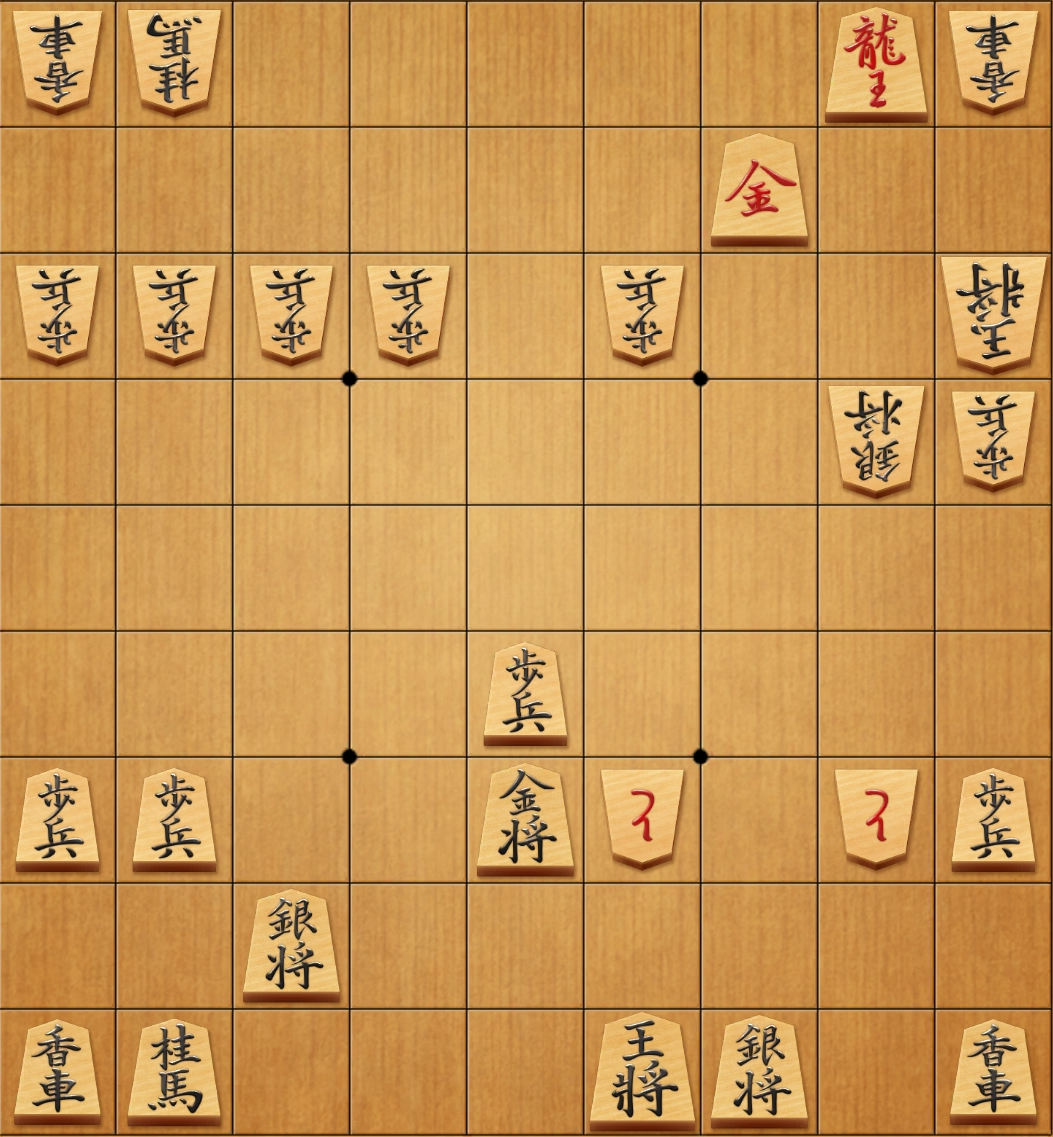 香車 桂馬 龍王 香車
金
歩兵 歩兵 歩兵 歩兵 歩兵 玉将
銀将 歩兵
歩兵
歩兵 歩兵 金将 歩兵
銀将
香車 桂馬 王将 銀将 香車